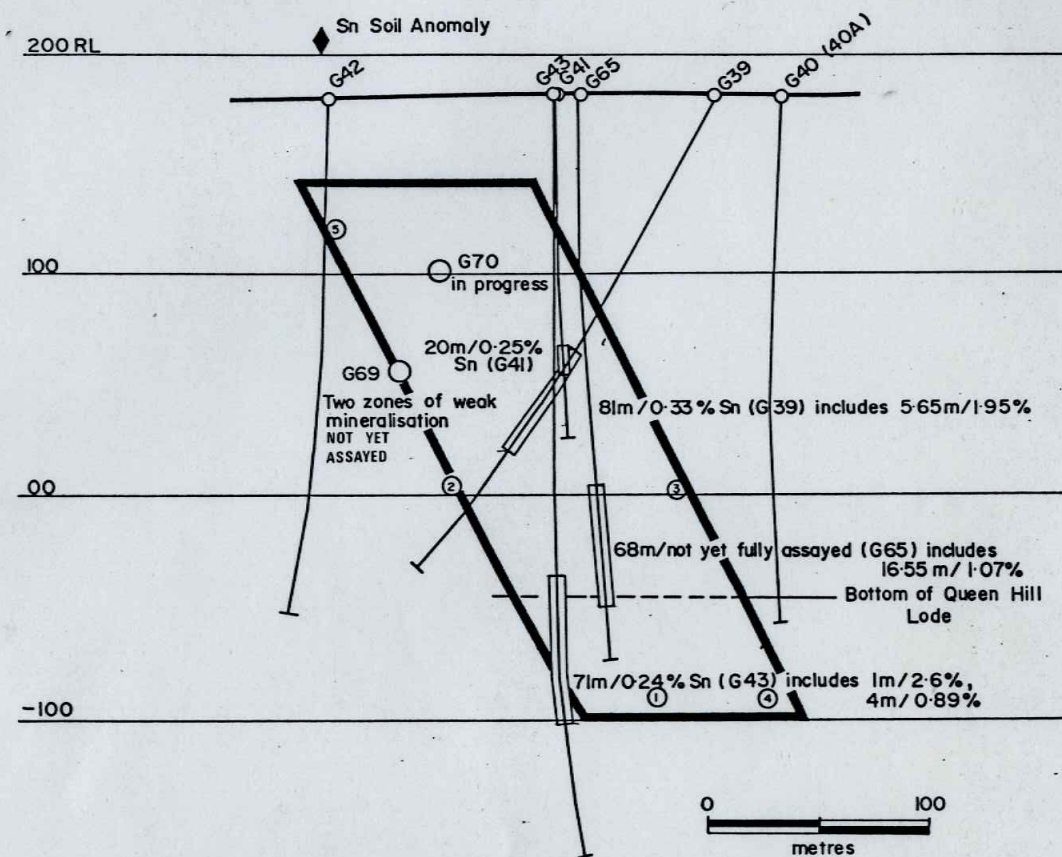 Sn Soil Anomaly
200 RL
G42
G43
G41
G65
G39
G40 (40A)
5
100
G70
in progress
20m/0·25%
Sn (G41)
G69
Two zones of weak
mineralisation
NOT YET
ASSAYED
81m/0·33% Sn (G39) includes 5·65m/1·95%
00
2
3
68m/not yet fully assayed (G65) includes
16·55m/1·07%
Bottom of Queen Hill
Lode
71m/0·24% Sn (G43) includes 1m/2·6%,
4m/0·89%
1
4
-100
0
100
metres